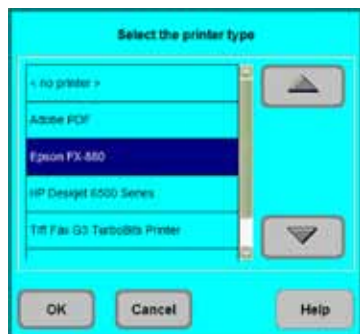 Select the printer type
< no printer >
Adobe PDF
Epson FX-880
HP Deskjet 6500 Series
Tiff Fax G3 TurboBits Printer
OK
Cancel
Help